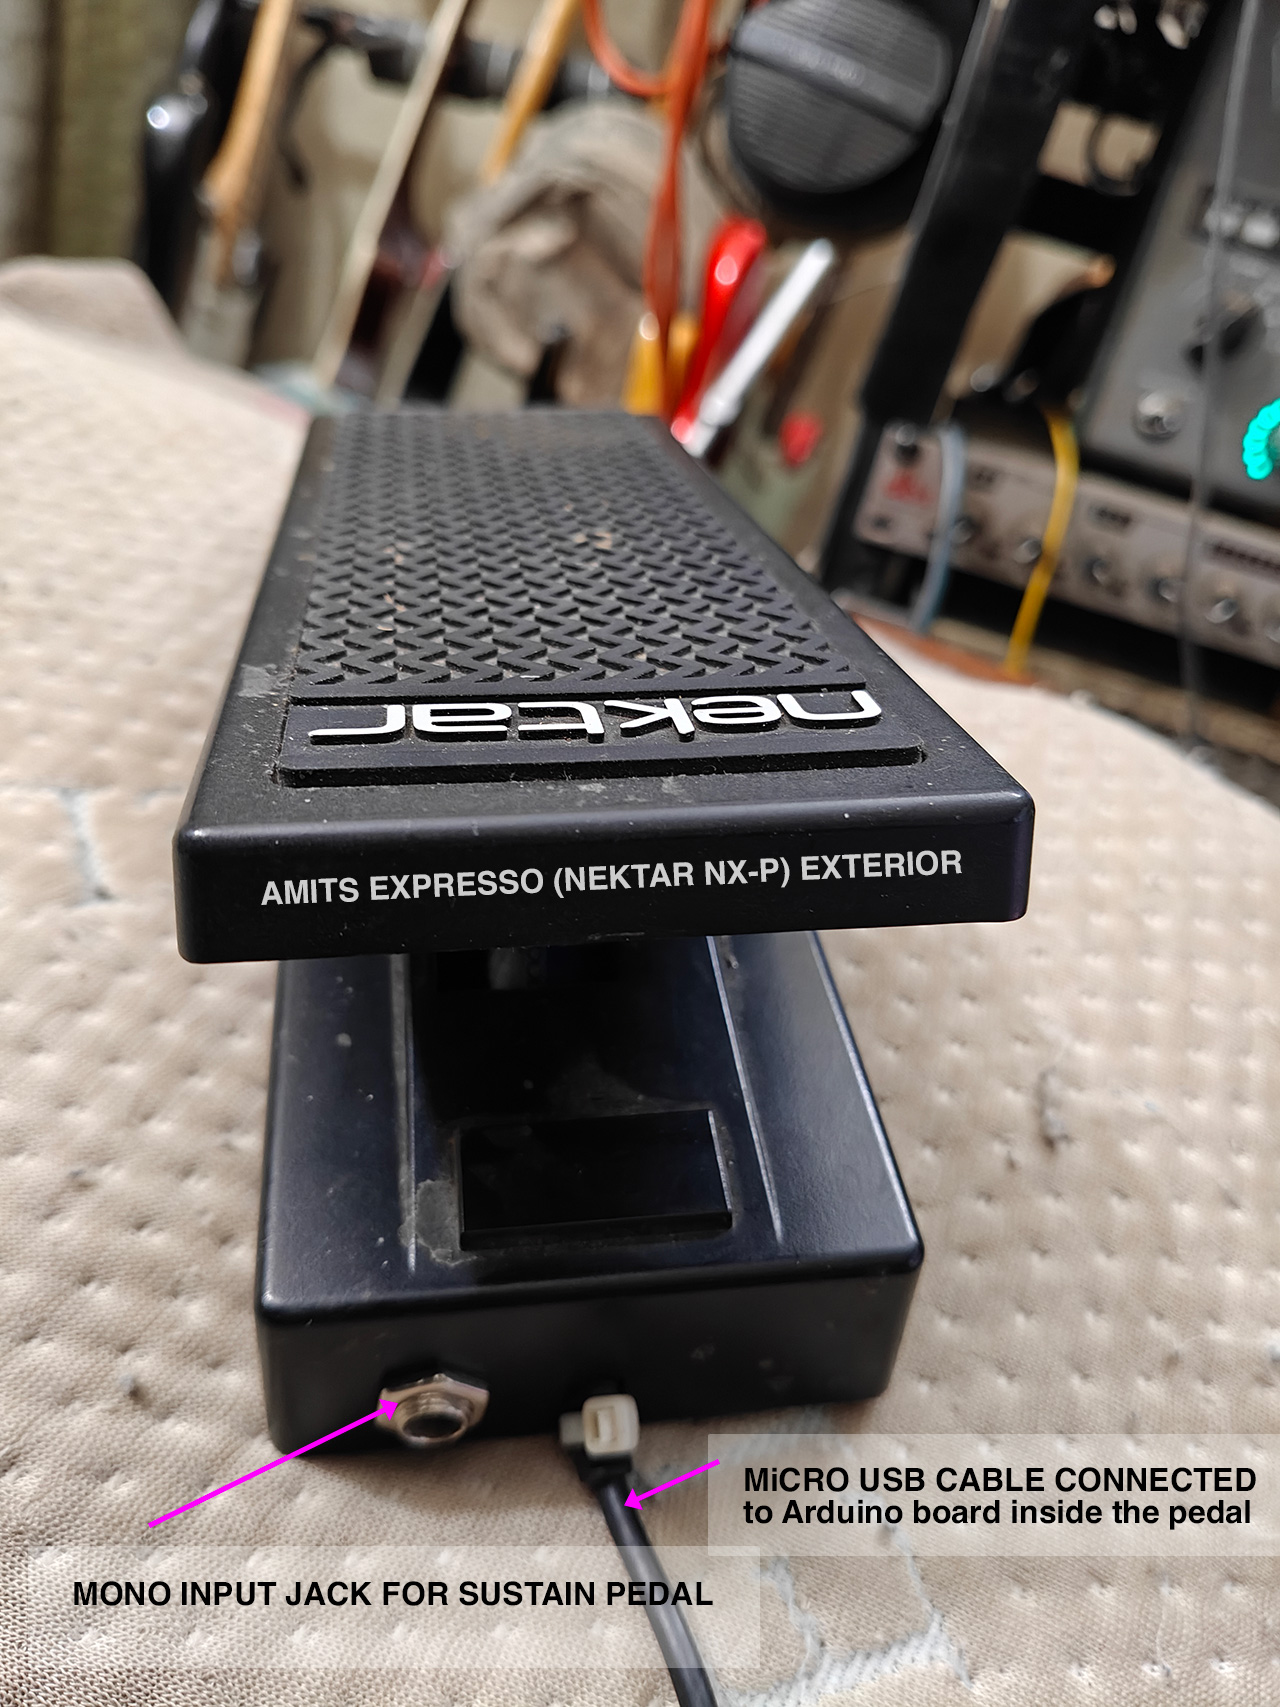 nektar
AMITS EXPRESSO (NEKTAR NX-P) EXTERIOR
MiCRO USB CABLE CONNECTED
to Arduino board inside the pedal
MONO INPUT JACK FOR SUSTAIN PEDAL